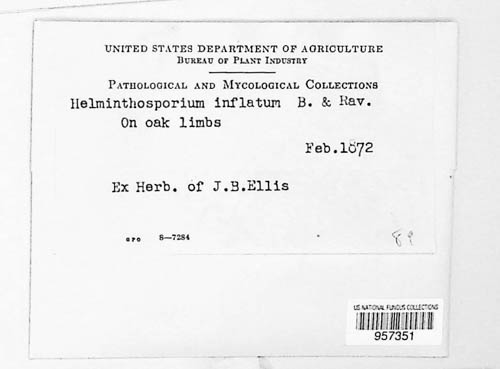 UNITED STATES DEPARTMENT OF AGRICULTURE
BUREAU OF PLANT INDUSTRY
PATHOLOGICAL AND MYCOLOGICAL COLLECTIONS
Helminthosporium inflatum B. & Rav.
On oak limbs
Feb.1872
Ex Herb. of J.B.Ellis
GPO 8—7284
89
US NATIONAL FUNGUS COLLECTIONS
957351